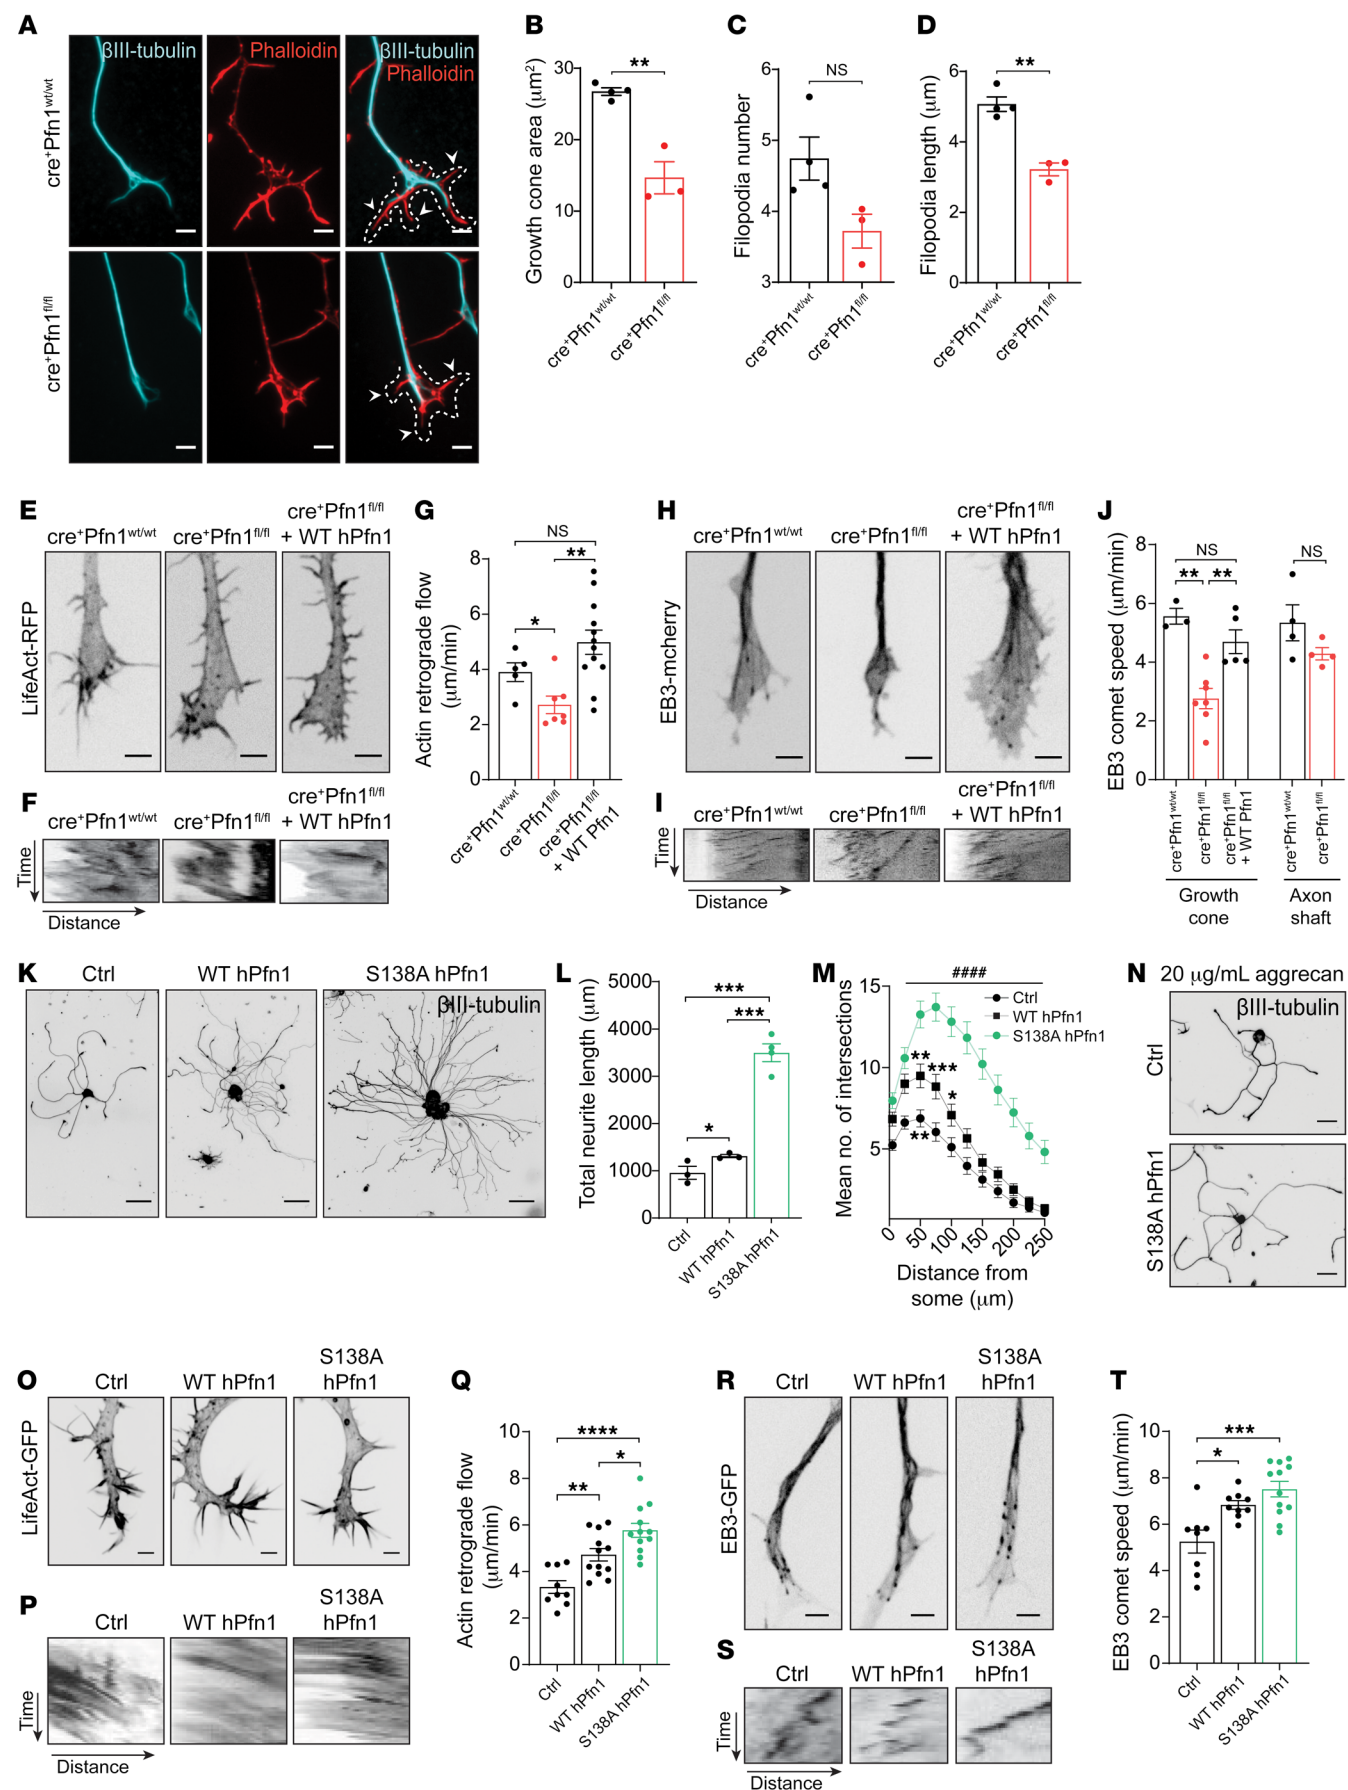 A
βIII-tubulin
Phalloidin
βIII-tubulin
Phalloidin
cre⁺Pfn1ʷᵗ/ʷᵗ
cre⁺Pfn1ᶠˡ/ᶠˡ
B
**
Growth cone area (μm²)
30
20
10
0
cre⁺Pfn1ʷᵗ/ʷᵗ
cre⁺Pfn1ᶠˡ/ᶠˡ
C
NS
Filopodia number
6
5
4
3
cre⁺Pfn1ʷᵗ/ʷᵗ
cre⁺Pfn1ᶠˡ/ᶠˡ
D
**
Filopodia length (μm)
6
4
2
0
cre⁺Pfn1ʷᵗ/ʷᵗ
cre⁺Pfn1ᶠˡ/ᶠˡ
E
cre⁺Pfn1ʷᵗ/ʷᵗ
cre⁺Pfn1ᶠˡ/ᶠˡ
cre⁺Pfn1ᶠˡ/ᶠˡ
+ WT hPfn1
LifeAct-RFP
F
cre⁺Pfn1ʷᵗ/ʷᵗ
cre⁺Pfn1ᶠˡ/ᶠˡ
cre⁺Pfn1ᶠˡ/ᶠˡ
+ WT hPfn1
Time
Distance
G
NS
**
*
Actin retrograde flow
(μm/min)
8
6
4
2
0
cre⁺Pfn1ʷᵗ/ʷᵗ
cre⁺Pfn1ᶠˡ/ᶠˡ
cre⁺Pfn1ᶠˡ/ᶠˡ
+ WT Pfn1
H
cre⁺Pfn1ʷᵗ/ʷᵗ
cre⁺Pfn1ᶠˡ/ᶠˡ
cre⁺Pfn1ᶠˡ/ᶠˡ
+ WT hPfn1
EB3-mcherry
I
cre⁺Pfn1ʷᵗ/ʷᵗ
cre⁺Pfn1ᶠˡ/ᶠˡ
cre⁺Pfn1ᶠˡ/ᶠˡ
+ WT hPfn1
Time
Distance
J
NS
**
**
NS
EB3 comet speed (μm/min)
8
6
4
2
0
cre⁺Pfn1ʷᵗ/ʷᵗ
cre⁺Pfn1ᶠˡ/ᶠˡ
cre⁺Pfn1ᶠˡ/ᶠˡ
+ WT Pfn1
cre⁺Pfn1ʷᵗ/ʷᵗ
cre⁺Pfn1ᶠˡ/ᶠˡ
Growth
cone
Axon
shaft
K
Ctrl
WT hPfn1
S138A hPfn1
βIII-tubulin
L
***
***
*
Total neurite length (μm)
5000
4000
3000
2000
1000
0
Ctrl
WT hPfn1
S138A hPfn1
M
####
Ctrl
WT hPfn1
S138A hPfn1
**
***
*
**
Mean no. of intersections
15
10
5
0
50
100
150
200
250
Distance from
some (μm)
N
20 μg/mL aggrecan
βIII-tubulin
Ctrl
S138A hPfn1
O
Ctrl
WT hPfn1
S138A
hPfn1
LifeAct-GFP
P
Ctrl
WT hPfn1
S138A
hPfn1
Time
Distance
Q
****
*
**
Actin retrograde flow
(μm/min)
10
8
6
4
2
0
Ctrl
WT hPfn1
S138A hPfn1
R
Ctrl
WT hPfn1
S138A
hPfn1
EB3-GFP
S
Ctrl
WT hPfn1
S138A
hPfn1
Time
Distance
T
***
*
EB3 comet speed (μm/min)
10
8
6
4
2
0
Ctrl
WT hPfn1
S138A hPfn1